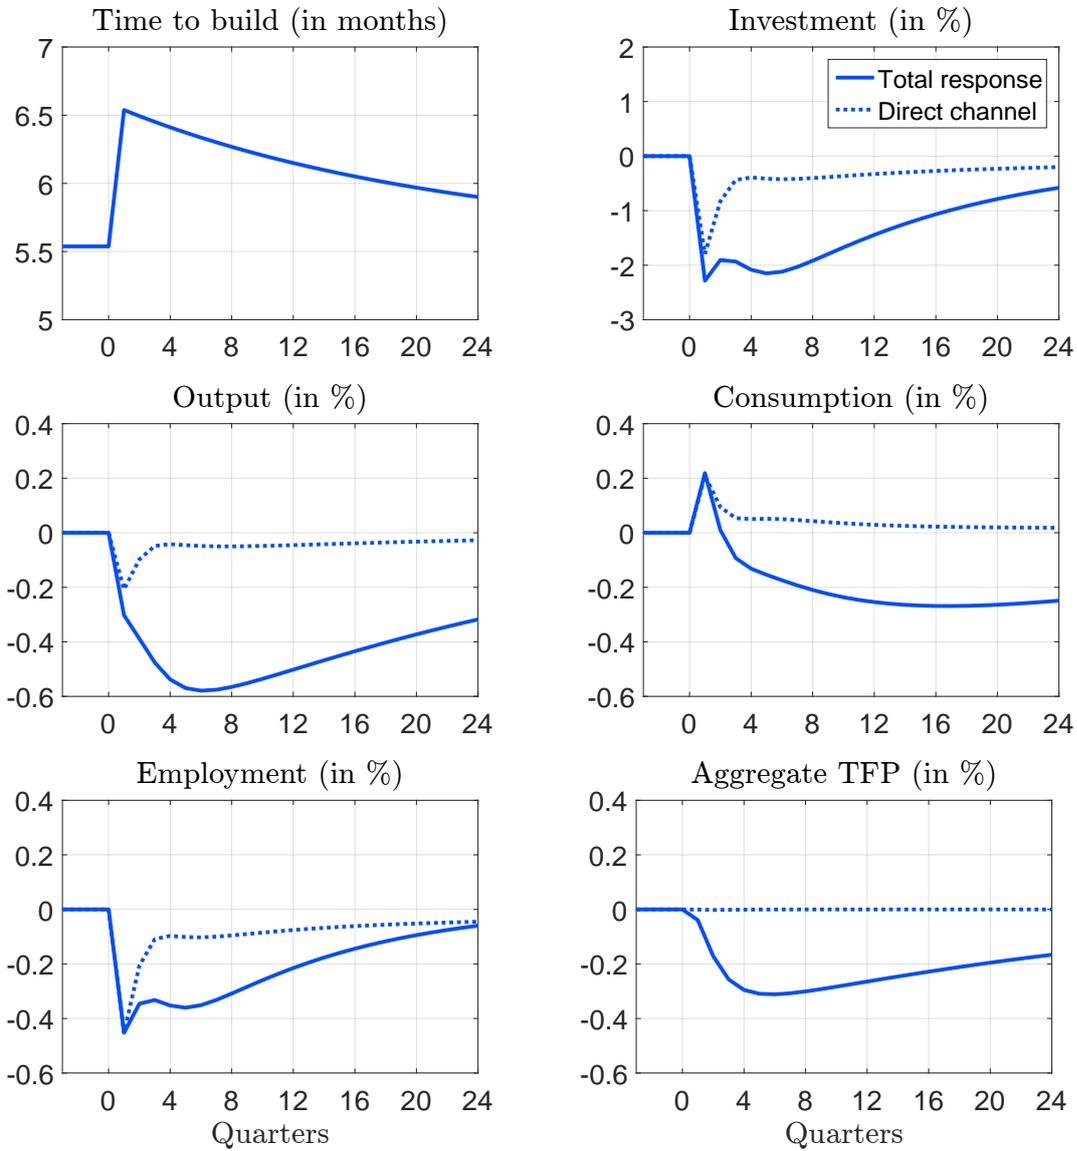 Time to build (in months)
7
6.5
6
5.5
5
0 4 8 12 16 20 24
Investment (in %)
2
1
0
-1
-2
-3
0 4 8 12 16 20 24
Total response
Direct channel
Output (in %)
0.4
0.2
0
-0.2
-0.4
-0.6
0 4 8 12 16 20 24
Consumption (in %)
0.4
0.2
0
-0.2
-0.4
-0.6
0 4 8 12 16 20 24
Employment (in %)
0.4
0.2
0
-0.2
-0.4
-0.6
0 4 8 12 16 20 24
Quarters
Aggregate TFP (in %)
0.4
0.2
0
-0.2
-0.4
-0.6
0 4 8 12 16 20 24
Quarters